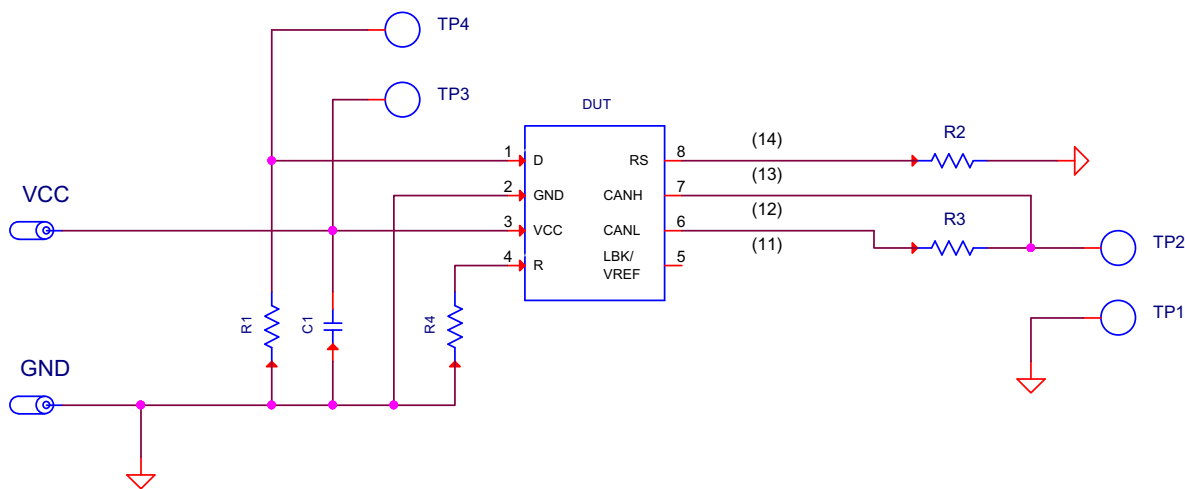 TP4
TP3
DUT
VCC
GND
1
2
3
4
D
GND
VCC
R
RS
CANH
CANL
LBK/
VREF
8
7
6
5
(14)
(13)
(12)
(11)
R2
R3
TP2
TP1
R1
C1
R4